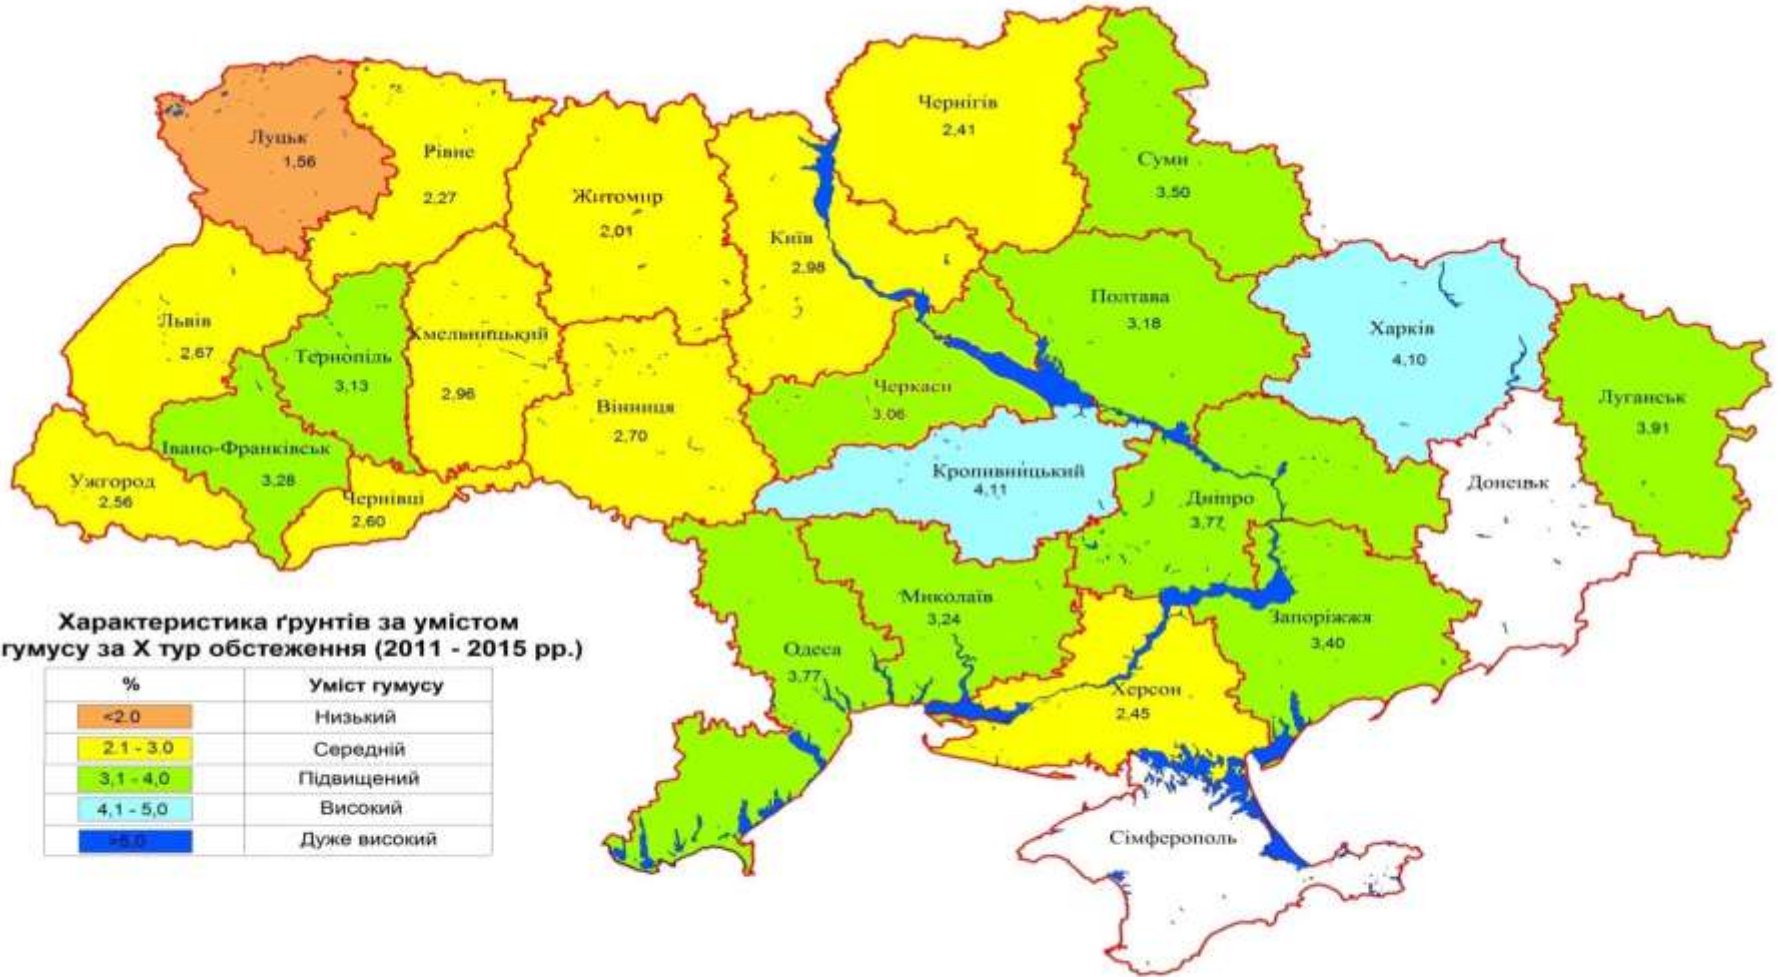 Чернігів
2,41
Луцьк
1,56
Рівне
2,27
Суми
3,50
Житомир
2,01
Київ
2,98
Полтава
3,18
Львів
2,67
Хмельницький
2,96
Тернопіль
3,13
Харків
4,10
Черкаси
3,06
Луганськ
3,91
Вінниця
2,70
Івано-Франківськ
3,28
Ужгород
2,56
Чернівці
2,60
Кропивницький
4,11
Дніпро
3,77
Донецьк
Миколаїв
3,24
Запоріжжя
3,40
Одеса
3,77
Херсон
2,45
Сімферополь
Характеристика ґрунтів за умістом
гумусу за X тур обстеження (2011 - 2015 рр.)
% Уміст гумусу
<2.0 Низький
2.1 - 3.0 Середній
3,1 - 4,0 Підвищений
4,1 - 5,0 Високий
>5,0 Дуже високий